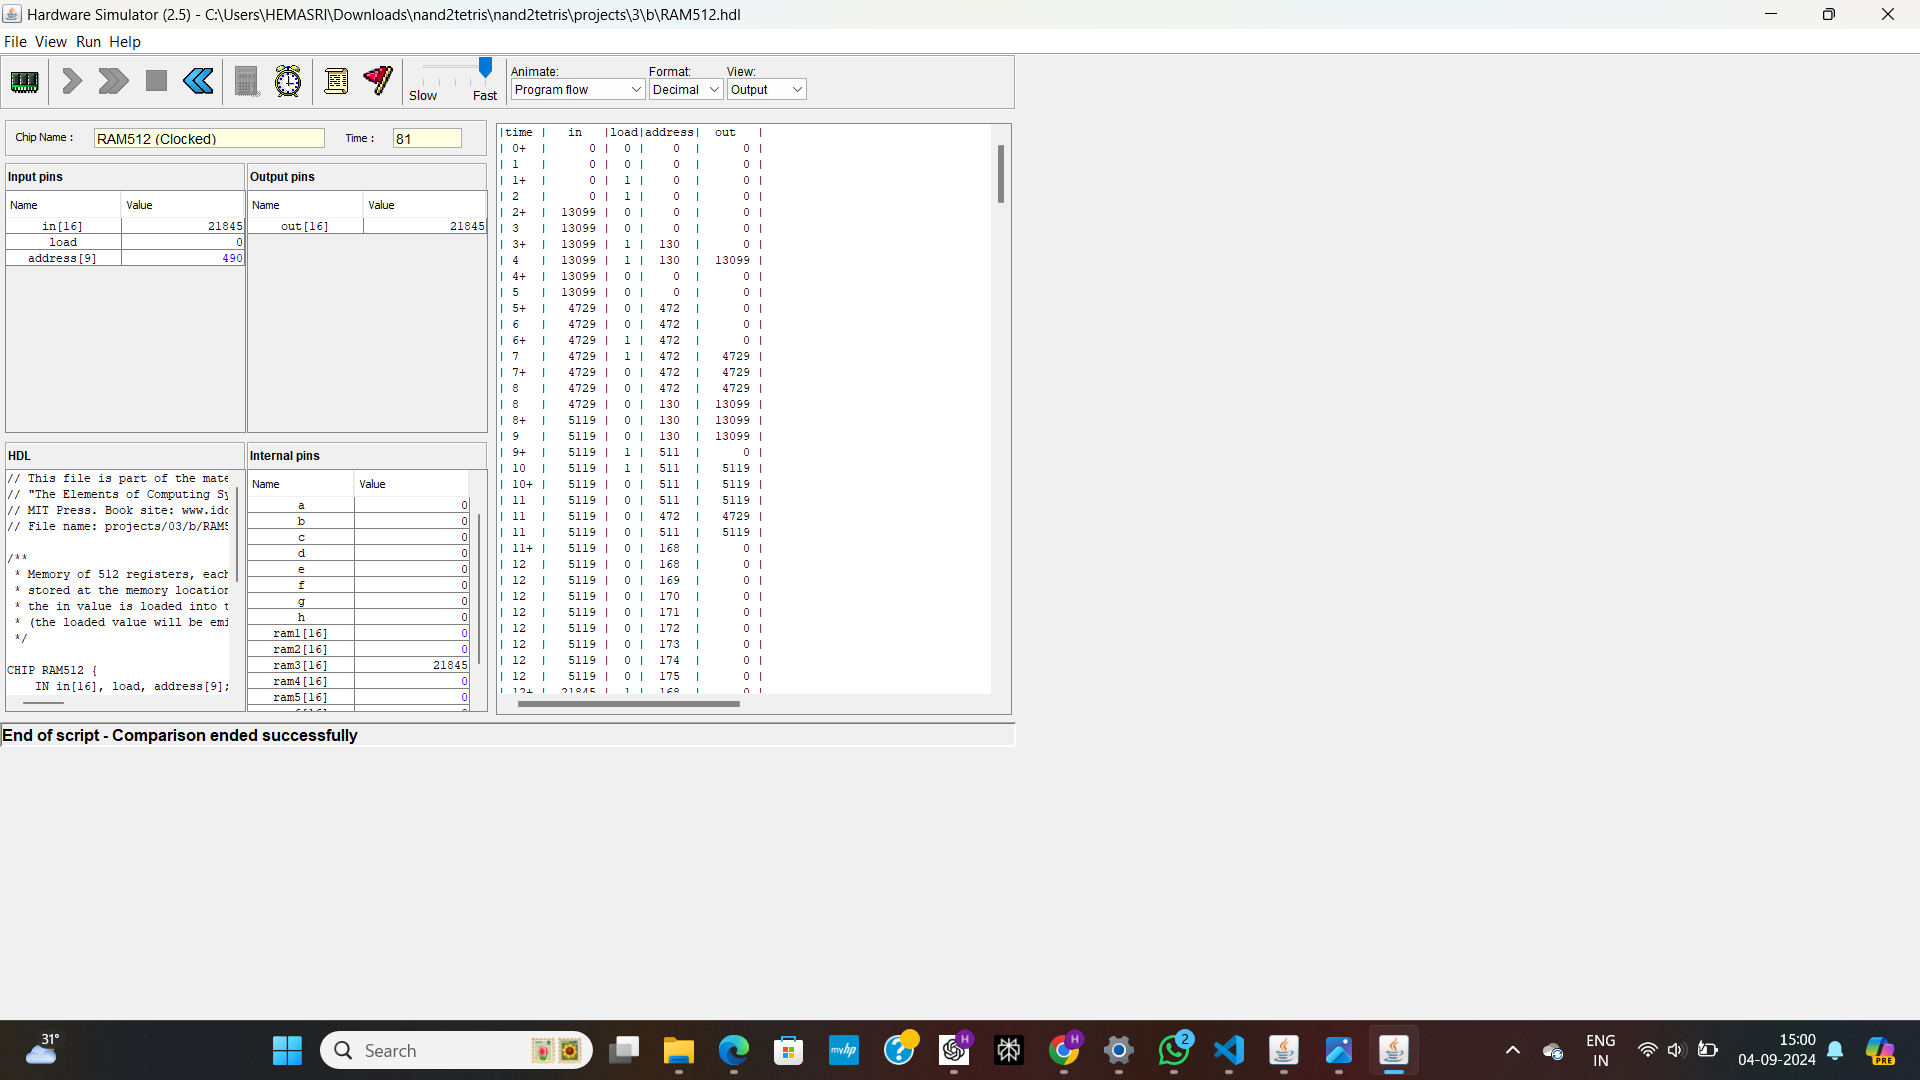 Hardware Simulator (2.5) - C:\Users\HEMASRI\Downloads\nand2tetris\nand2tetris\projects\3\b\RAM512.hdl
File View Run Help
Slow Fast
Animate: Format: View:
Program flow Decimal Output
Chip Name : RAM512 (Clocked) Time : 81
Input pins
Name Value
in[16] 21845
load 0
address[9] 490
Output pins
Name Value
out[16] 21845
HDL
// This file is part of the mate
// "The Elements of Computing Sy
// MIT Press. Book site: www.idc
// File name: projects/03/b/RAM5
/**
* Memory of 512 registers, each
* stored at the memory location
* the in value is loaded into t
* (the loaded value will be emi
*/
CHIP RAM512 {
IN in[16], load, address[9];
Internal pins
Name Value
a 0
b 0
c 0
d 0
e 0
f 0
g 0
h 0
ram1[16] 0
ram2[16] 0
ram3[16] 21845
ram4[16] 0
ram5[16] 0
|time | in |load|address| out |
| 0+ | 0 | 0 | 0 | 0 |
| 1 | 0 | 0 | 0 | 0 |
| 1+ | 0 | 1 | 0 | 0 |
| 2 | 0 | 1 | 0 | 0 |
| 2+ | 13099 | 0 | 0 | 0 |
| 3 | 13099 | 0 | 0 | 0 |
| 3+ | 13099 | 1 | 130 | 0 |
| 4 | 13099 | 1 | 130 | 13099 |
| 4+ | 13099 | 0 | 0 | 0 |
| 5 | 13099 | 0 | 0 | 0 |
| 5+ | 4729 | 0 | 472 | 0 |
| 6 | 4729 | 0 | 472 | 0 |
| 6+ | 4729 | 1 | 472 | 0 |
| 7 | 4729 | 1 | 472 | 4729 |
| 7+ | 4729 | 0 | 472 | 4729 |
| 8 | 4729 | 0 | 472 | 4729 |
| 8 | 4729 | 0 | 130 | 13099 |
| 8+ | 5119 | 0 | 130 | 13099 |
| 9 | 5119 | 0 | 130 | 13099 |
| 9+ | 5119 | 1 | 511 | 0 |
| 10 | 5119 | 1 | 511 | 5119 |
| 10+ | 5119 | 0 | 511 | 5119 |
| 11 | 5119 | 0 | 511 | 5119 |
| 11 | 5119 | 0 | 472 | 4729 |
| 11 | 5119 | 0 | 511 | 5119 |
| 11+ | 5119 | 0 | 168 | 0 |
| 12 | 5119 | 0 | 168 | 0 |
| 12 | 5119 | 0 | 169 | 0 |
| 12 | 5119 | 0 | 170 | 0 |
| 12 | 5119 | 0 | 171 | 0 |
| 12 | 5119 | 0 | 172 | 0 |
| 12 | 5119 | 0 | 173 | 0 |
| 12 | 5119 | 0 | 174 | 0 |
| 12 | 5119 | 0 | 175 | 0 |
| 12+ | 21845 | 1 | 168 | 0 |
End of script - Comparison ended successfully
31°
Search
myhp
H
H
2
ENG
IN
15:00
04-09-2024
PRE